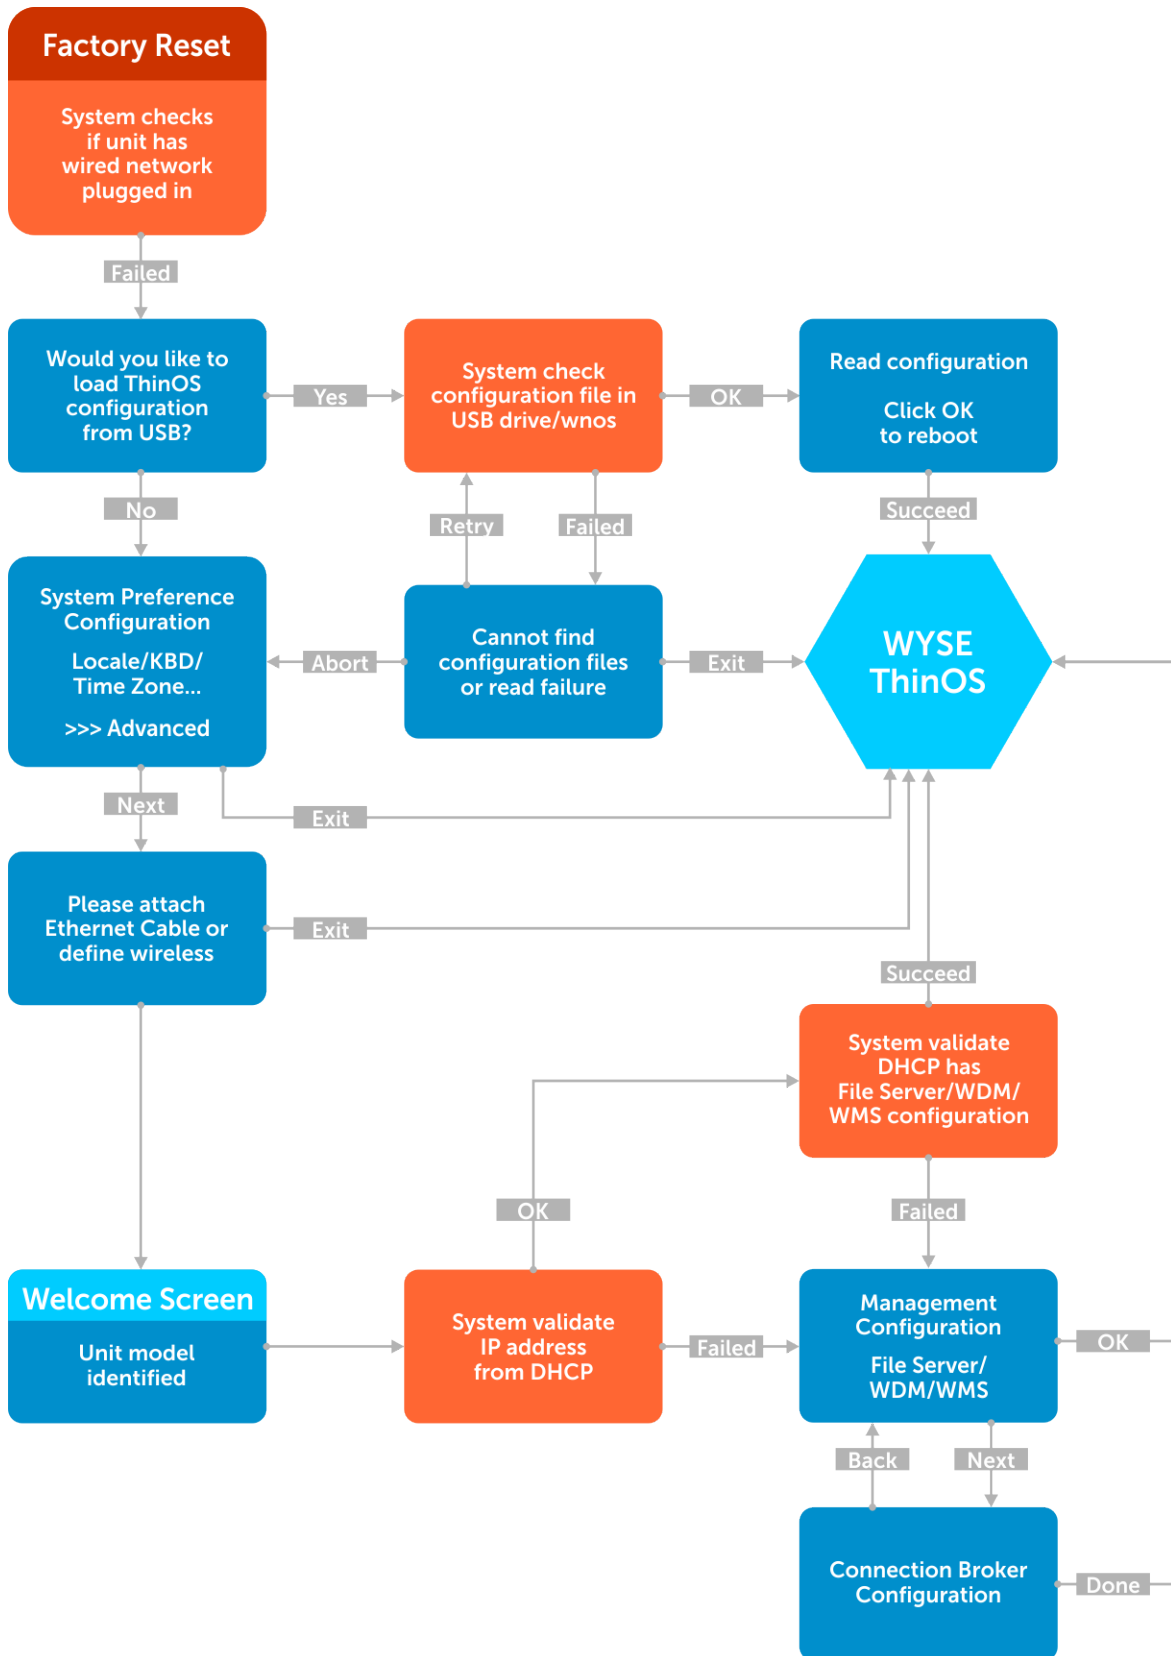 Factory Reset
System checks
if unit has
wired network
plugged in
Failed
Would you like to
load ThinOS
configuration
from USB?
Yes
System check
configuration file in
USB drive/wnos
OK
Read configuration
Click OK
to reboot
No
Retry
Failed
Succeed
System Preference
Configuration
Locale/KBD/
Time Zone...
>>> Advanced
Abort
Cannot find
configuration files
or read failure
Exit
WYSE
ThinOS
Next
Exit
Please attach
Ethernet Cable or
define wireless
Exit
Succeed
System validate
DHCP has
File Server/WDM/
WMS configuration
OK
Failed
Welcome Screen
Unit model
identified
System validate
IP address
from DHCP
Failed
Management
Configuration
File Server/
WDM/WMS
OK
Back
Next
Connection Broker
Configuration
Done